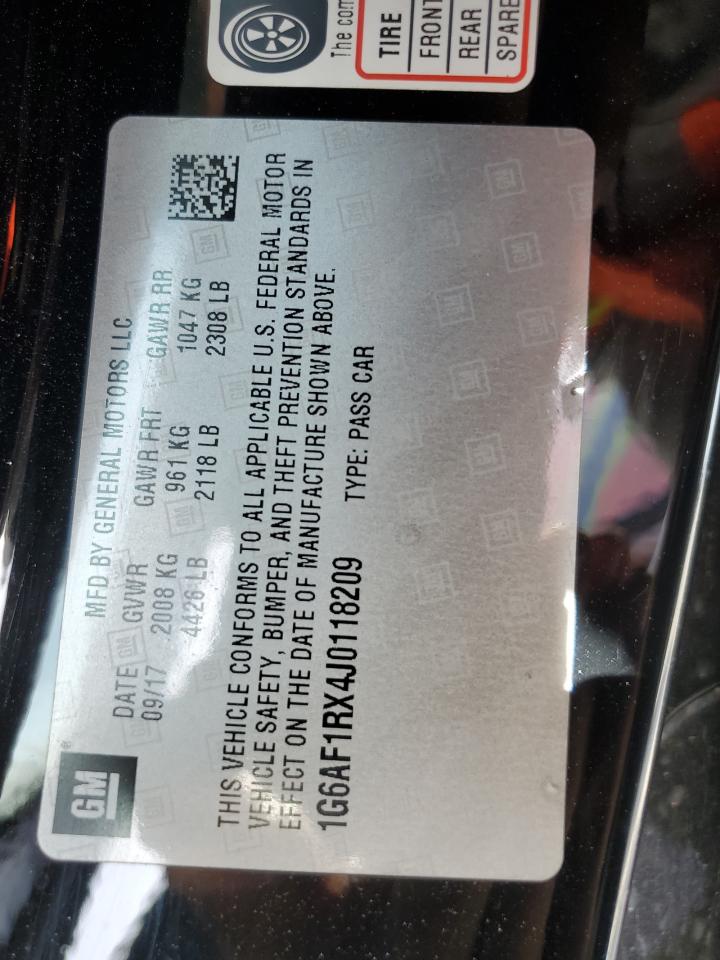 GM
MFD BY GENERAL MOTORS LLC
DATE GVWR GAWR FRT GAWR RR
09/17 2008 KG 961 KG 1047 KG
4426 LB 2118 LB 2308 LB
THIS VEHICLE CONFORMS TO ALL APPLICABLE U.S. FEDERAL MOTOR
VEHICLE SAFETY, BUMPER, AND THEFT PREVENTION STANDARDS IN
EFFECT ON THE DATE OF MANUFACTURE SHOWN ABOVE.
1G6AF1RX4J0118209 TYPE: PASS CAR
The com
TIRE
FRONT
REAR
SPARE